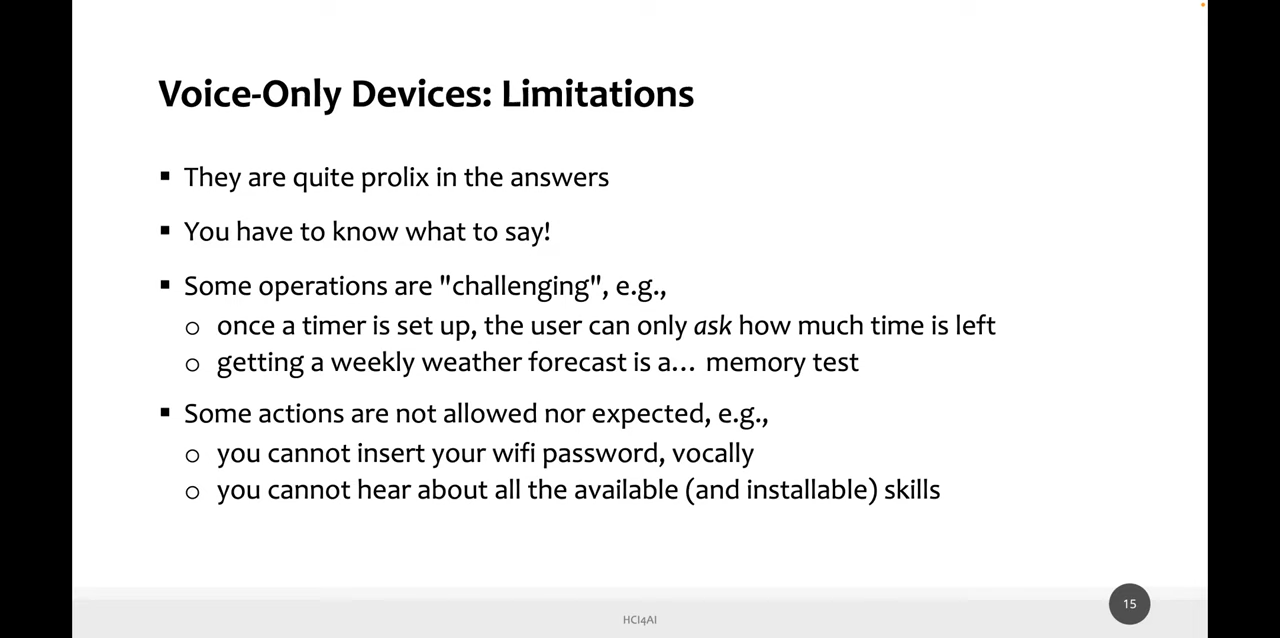 Voice-Only Devices: Limitations
▪ They are quite prolix in the answers
▪ You have to know what to say!
▪ Some operations are "challenging", e.g.,
o once a timer is set up, the user can only ask how much time is left
o getting a weekly weather forecast is a… memory test
▪ Some actions are not allowed nor expected, e.g.,
o you cannot insert your wifi password, vocally
o you cannot hear about all the available (and installable) skills
HCI4AI
15